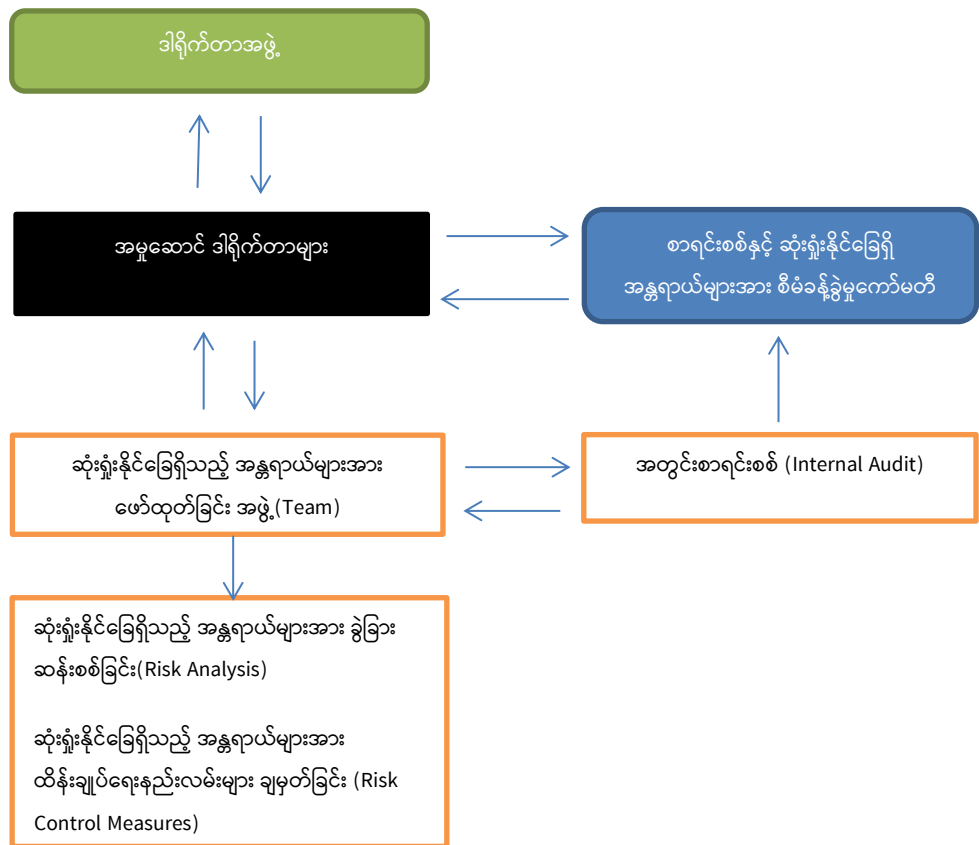 ဒါရိုက်တာအဖွဲ့
အမှုဆောင် ဒါရိုက်တာများ
စာရင်းစစ်နှင့် ဆုံးရှုံးနိုင်ခြေရှိ
အန္တရာယ်များအား စီမံခန့်ခွဲမှုကော်မတီ
ဆုံးရှုံးနိုင်ခြေရှိသည့် အန္တရာယ်များအား
ဖော်ထုတ်ခြင်း အဖွဲ့(Team)
အတွင်းစာရင်းစစ် (Internal Audit)
ဆုံးရှုံးနိုင်ခြေရှိသည့် အန္တရာယ်များအား ခွဲခြား
ဆန်းစစ်ခြင်း(Risk Analysis)
ဆုံးရှုံးနိုင်ခြေရှိသည့် အန္တရာယ်များအား
ထိန်းချုပ်ရေးနည်းလမ်းများ ချမှတ်ခြင်း (Risk
Control Measures)